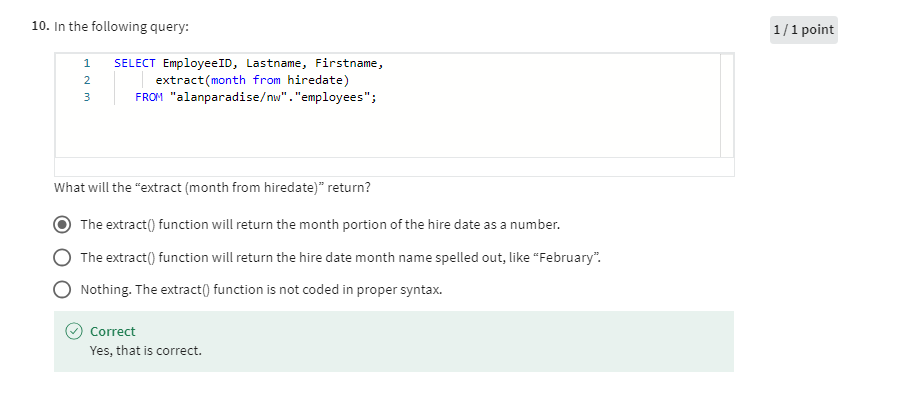 10. In the following query:
1 / 1 point
1 SELECT EmployeeID, Lastname, Firstname,
2 extract(month from hiredate)
3 FROM "alanparadise/nw"."employees";
What will the “extract (month from hiredate)” return?
The extract() function will return the month portion of the hire date as a number.
The extract() function will return the hire date month name spelled out, like “February”.
Nothing. The extract() function is not coded in proper syntax.
Correct
Yes, that is correct.